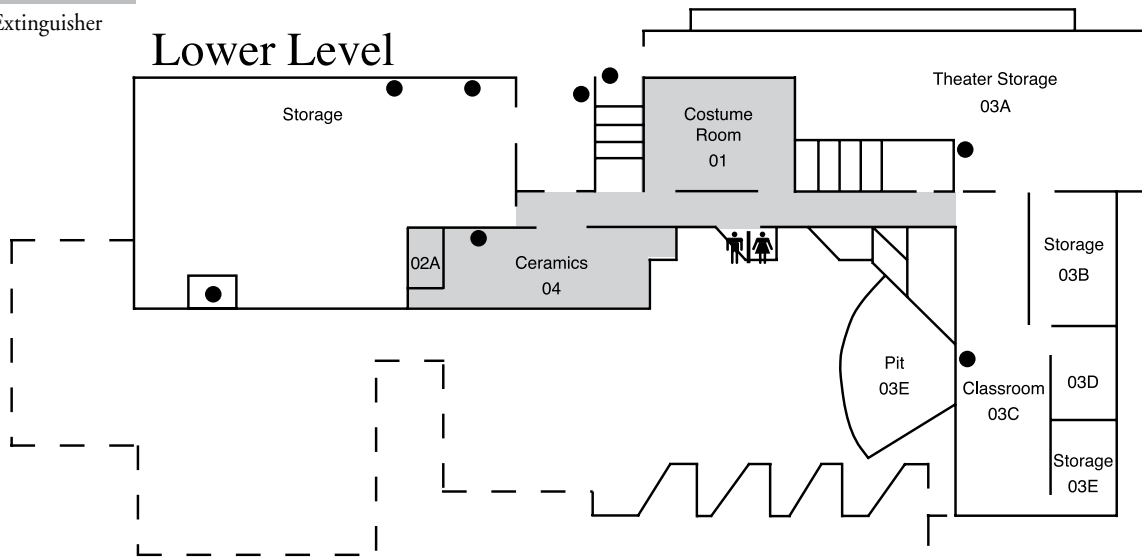 Extinguisher
Lower Level
Storage
Costume
Room
01
Theater Storage
03A
02A
Ceramics
04
Storage
03B
Pit
03E
Classroom
03C
03D
Storage
03E